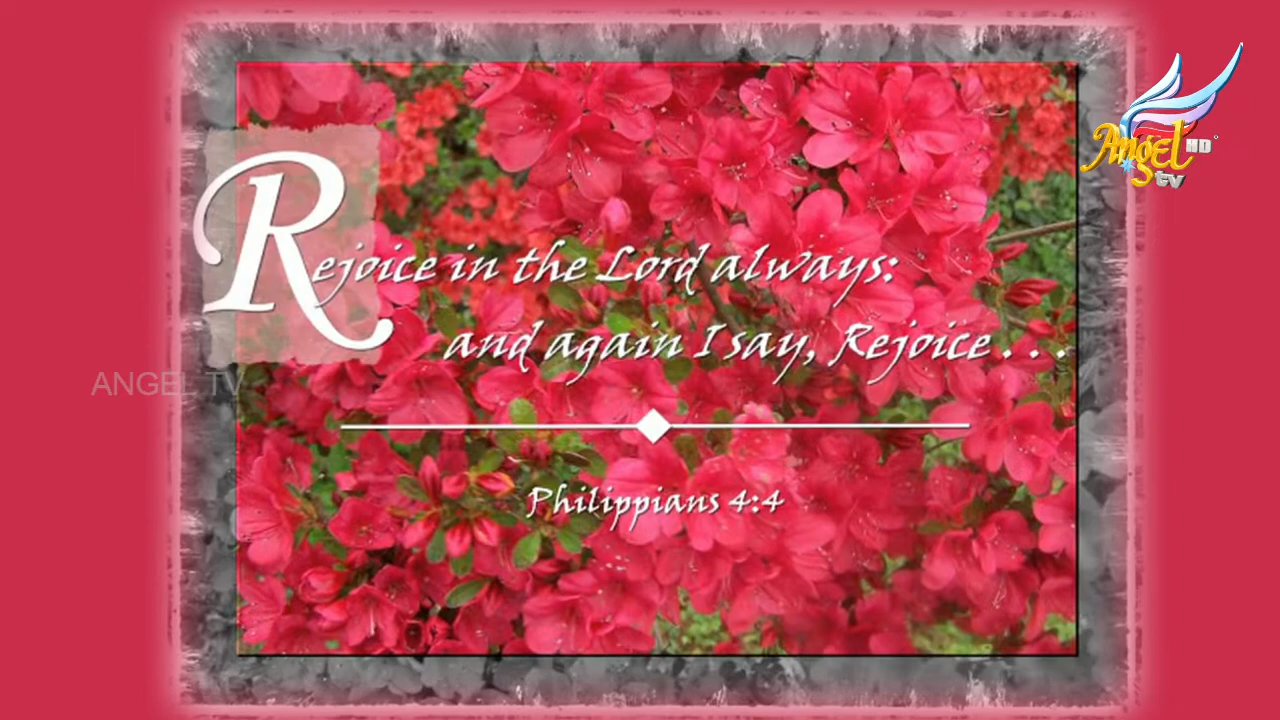 Angel HD
tv
Rejoice in the Lord always:
and again I say, Rejoice . . .
ANGEL TV
Philippians 4:4